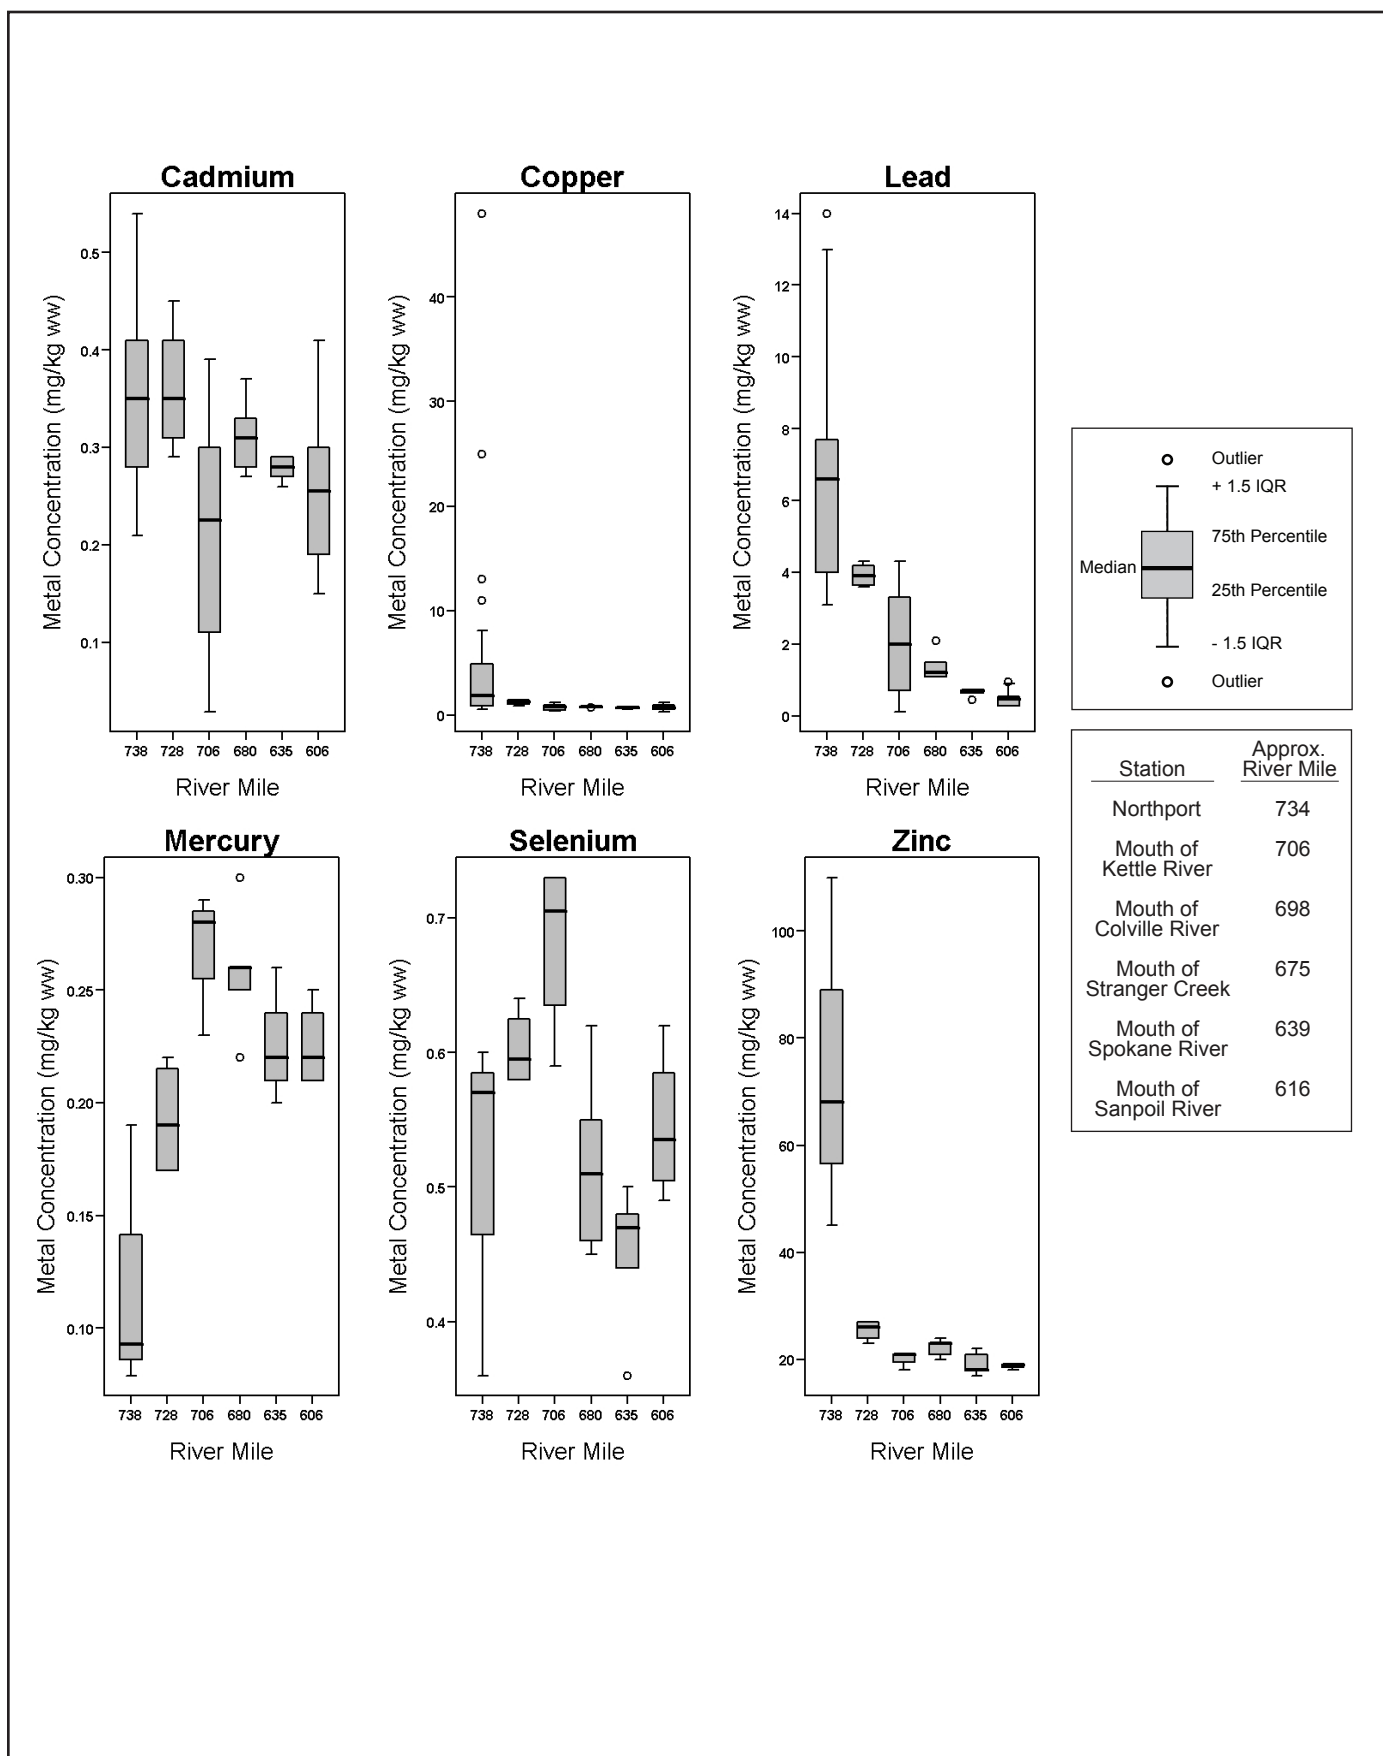 Cadmium
Metal Concentration (mg/kg ww)
0.5
0.4
0.3
0.2
0.1
738 728 706 680 635 606
River Mile
Copper
Metal Concentration (mg/kg ww)
40
30
20
10
0
738 728 706 680 635 606
River Mile
Lead
Metal Concentration (mg/kg ww)
14
12
10
8
6
4
2
0
738 728 706 680 635 606
River Mile
Mercury
Metal Concentration (mg/kg ww)
0.30
0.25
0.20
0.15
0.10
738 728 706 680 635 606
River Mile
Selenium
Metal Concentration (mg/kg ww)
0.7
0.6
0.5
0.4
738 728 706 680 635 606
River Mile
Zinc
Metal Concentration (mg/kg ww)
100
80
60
40
20
738 728 706 680 635 606
River Mile
Outlier
+ 1.5 IQR
75th Percentile
Median
25th Percentile
- 1.5 IQR
Outlier
Station
Approx.
River Mile
Northport 734
Mouth of
Kettle River
706
Mouth of
Colville River
698
Mouth of
Stranger Creek
675
Mouth of
Spokane River
639
Mouth of
Sanpoil River
616